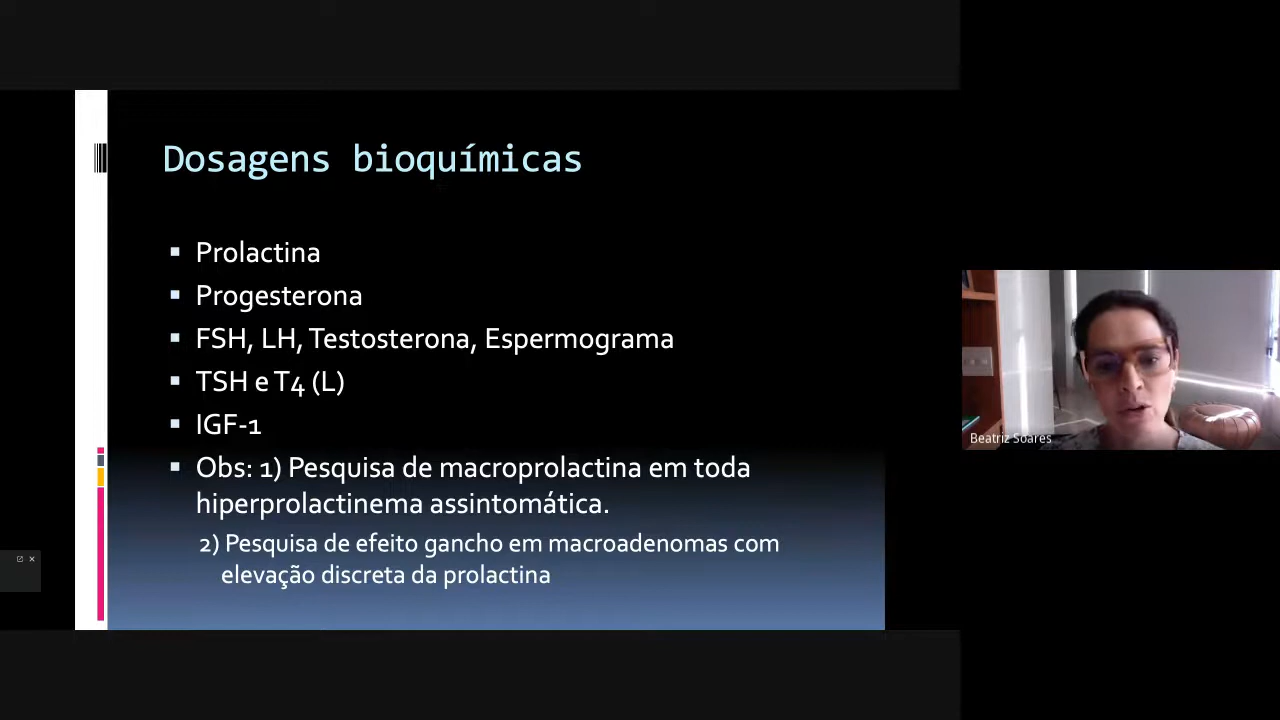 Dosagens bioquímicas
Prolactina
Progesterona
FSH, LH, Testosterona, Espermograma
TSH e T4 (L)
IGF-1
Obs: 1) Pesquisa de macroprolactina em toda
hiperprolactinema assintomática.
2) Pesquisa de efeito gancho em macroadenomas com
elevação discreta da prolactina
Beatriz Soares